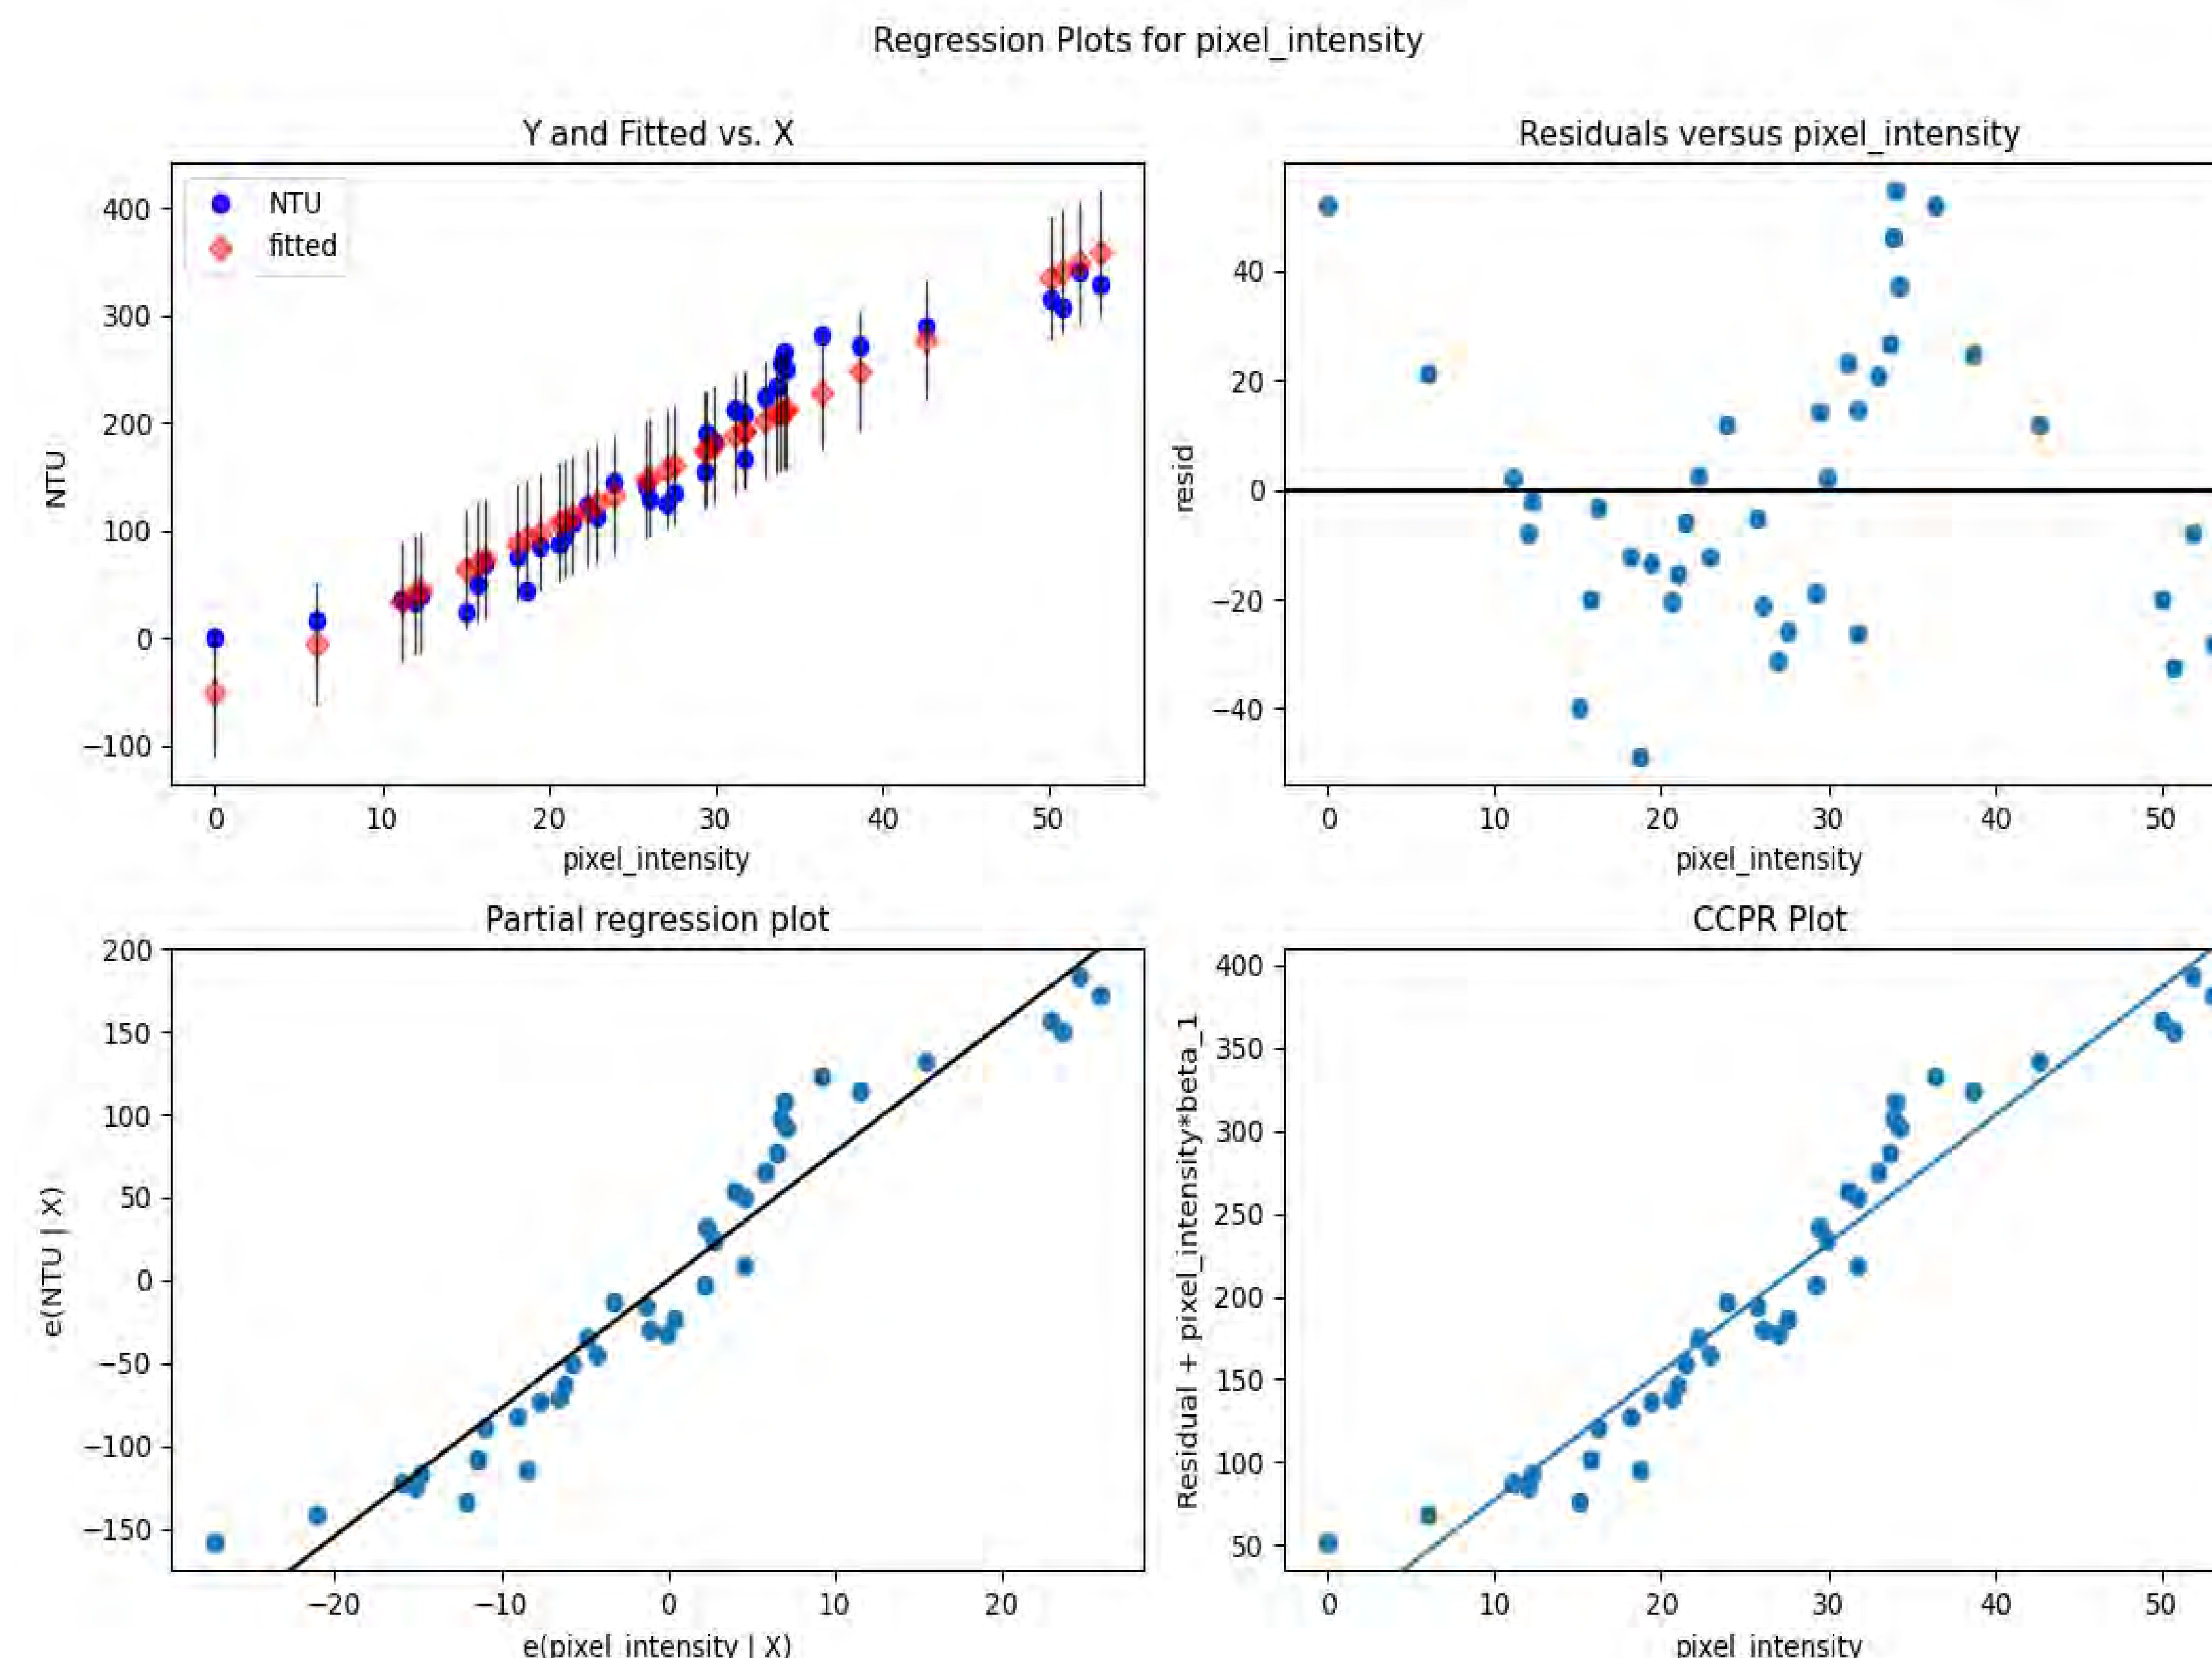 Regression Plots for pixel_intensity
Y and Fitted vs. X
NTU
fitted
400
300
200
100
0
−100
NTU
0 10 20 30 40 50
pixel_intensity
Residuals versus pixel_intensity
40
20
0
−20
−40
resid
0 10 20 30 40 50
pixel_intensity
Partial regression plot
200
150
100
50
0
−50
−100
−150
e(NTU | X)
−20 −10 0 10 20
e(pixel_intensity | X)
CCPR Plot
400
350
300
250
200
150
100
50
Residual + pixel_intensity*beta_1
0 10 20 30 40 50
pixel_intensity